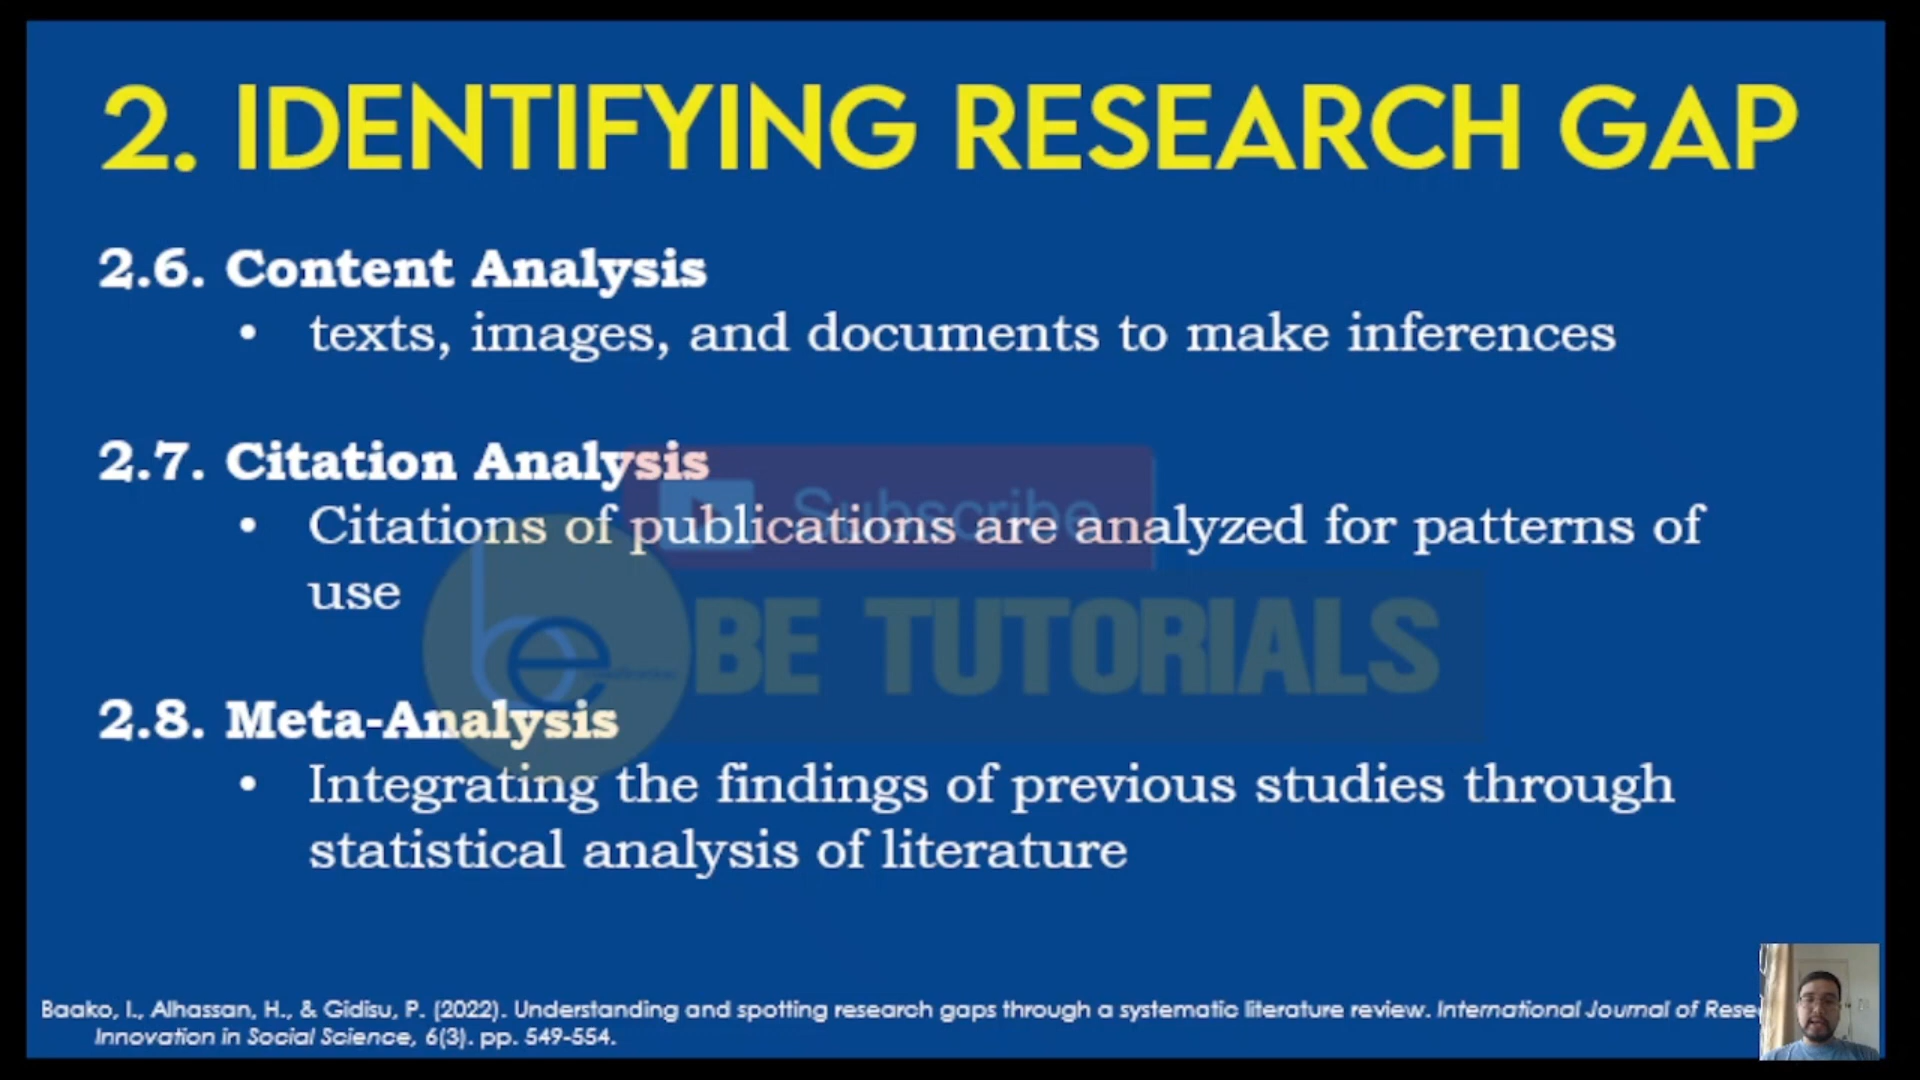 2. IDENTIFYING RESEARCH GAP
2.6. Content Analysis
• texts, images, and documents to make inferences
2.7. Citation Analysis
Subscribe
• Citations of publications are analyzed for patterns of
use
be
BE TUTORIALS
2.8. Meta-Analysis
• Integrating the findings of previous studies through
statistical analysis of literature
Baako, I., Alhassan, H., & Gidisu, P. (2022). Understanding and spotting research gaps through a systematic literature review. International Journal of
Innovation in Social Science, 6(3). pp. 549-554.